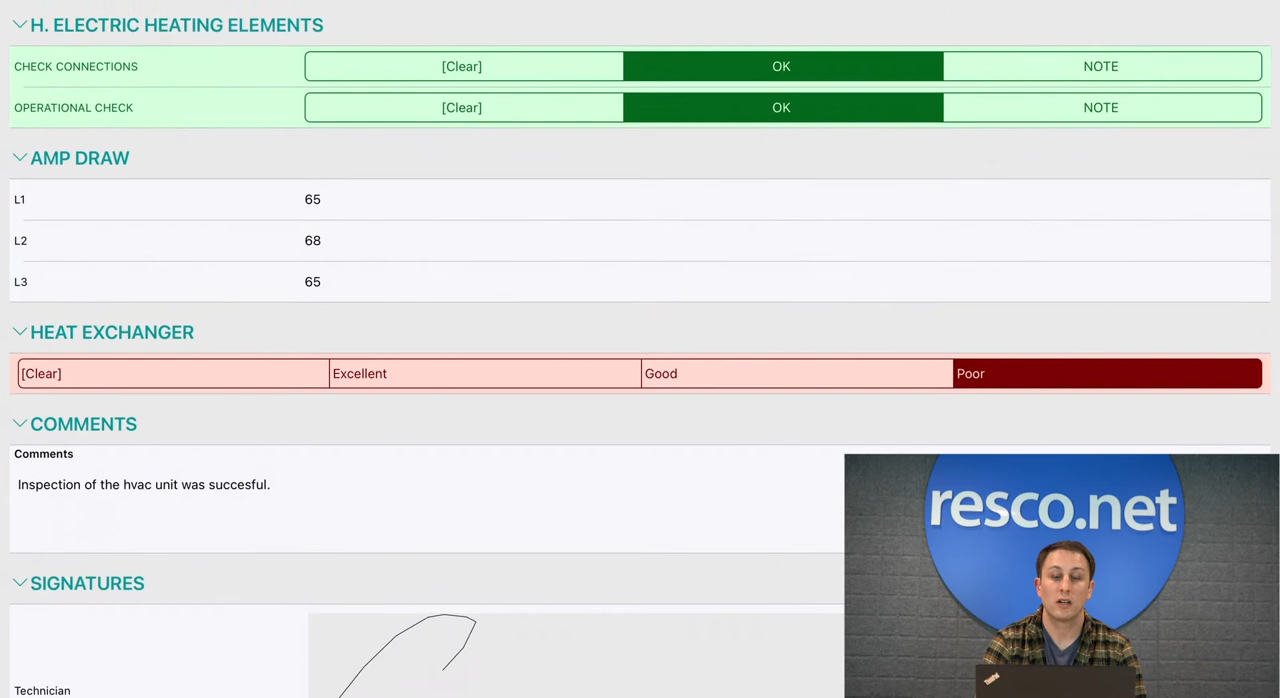 H. ELECTRIC HEATING ELEMENTS
CHECK CONNECTIONS [Clear] OK NOTE
OPERATIONAL CHECK [Clear] OK NOTE
AMP DRAW
L1 65
L2 68
L3 65
HEAT EXCHANGER
[Clear] Excellent Good Poor
COMMENTS
Comments
Inspection of the hvac unit was succesful.
resco.net
SIGNATURES
Technician